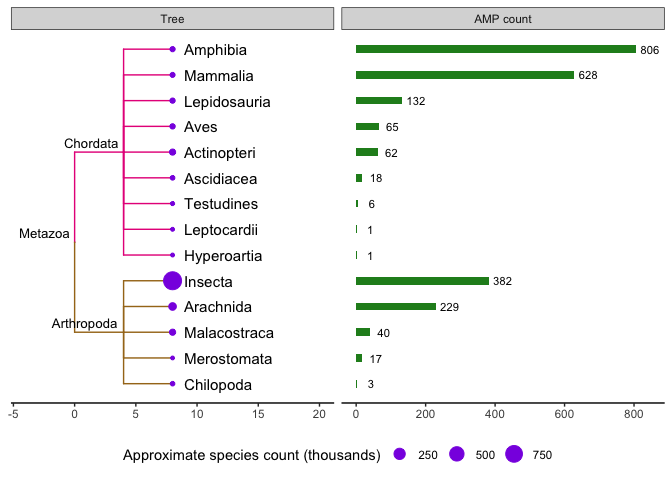 Tree AMP count
Amphibia 806
Mammalia 628
Lepidosauria 132
Aves 65
Chordata
Actinopteri 62
Ascidiacea 18
Testudines 6
Leptocardii 1
Metazoa
Hyperoartia 1
Insecta 382
Arachnida 229
Arthropoda
Malacostraca 40
Merostomata 17
Chilopoda 3
-5 0 5 10 15 20 0 200 400 600 800
Approximate species count (thousands) 250 500 750